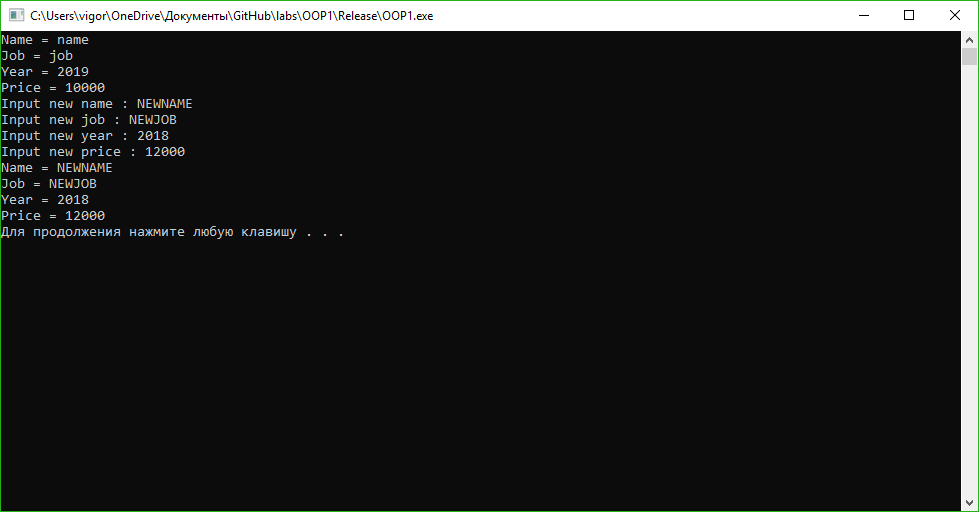 C:\Users\vigor\OneDrive\Документы\GitHub\labs\OOP1\Release\OOP1.exe
Name = name
Job = job
Year = 2019
Price = 10000
Input new name : NEWNAME
Input new job : NEWJOB
Input new year : 2018
Input new price : 12000
Name = NEWNAME
Job = NEWJOB
Year = 2018
Price = 12000
Для продолжения нажмите любую клавишу . . .